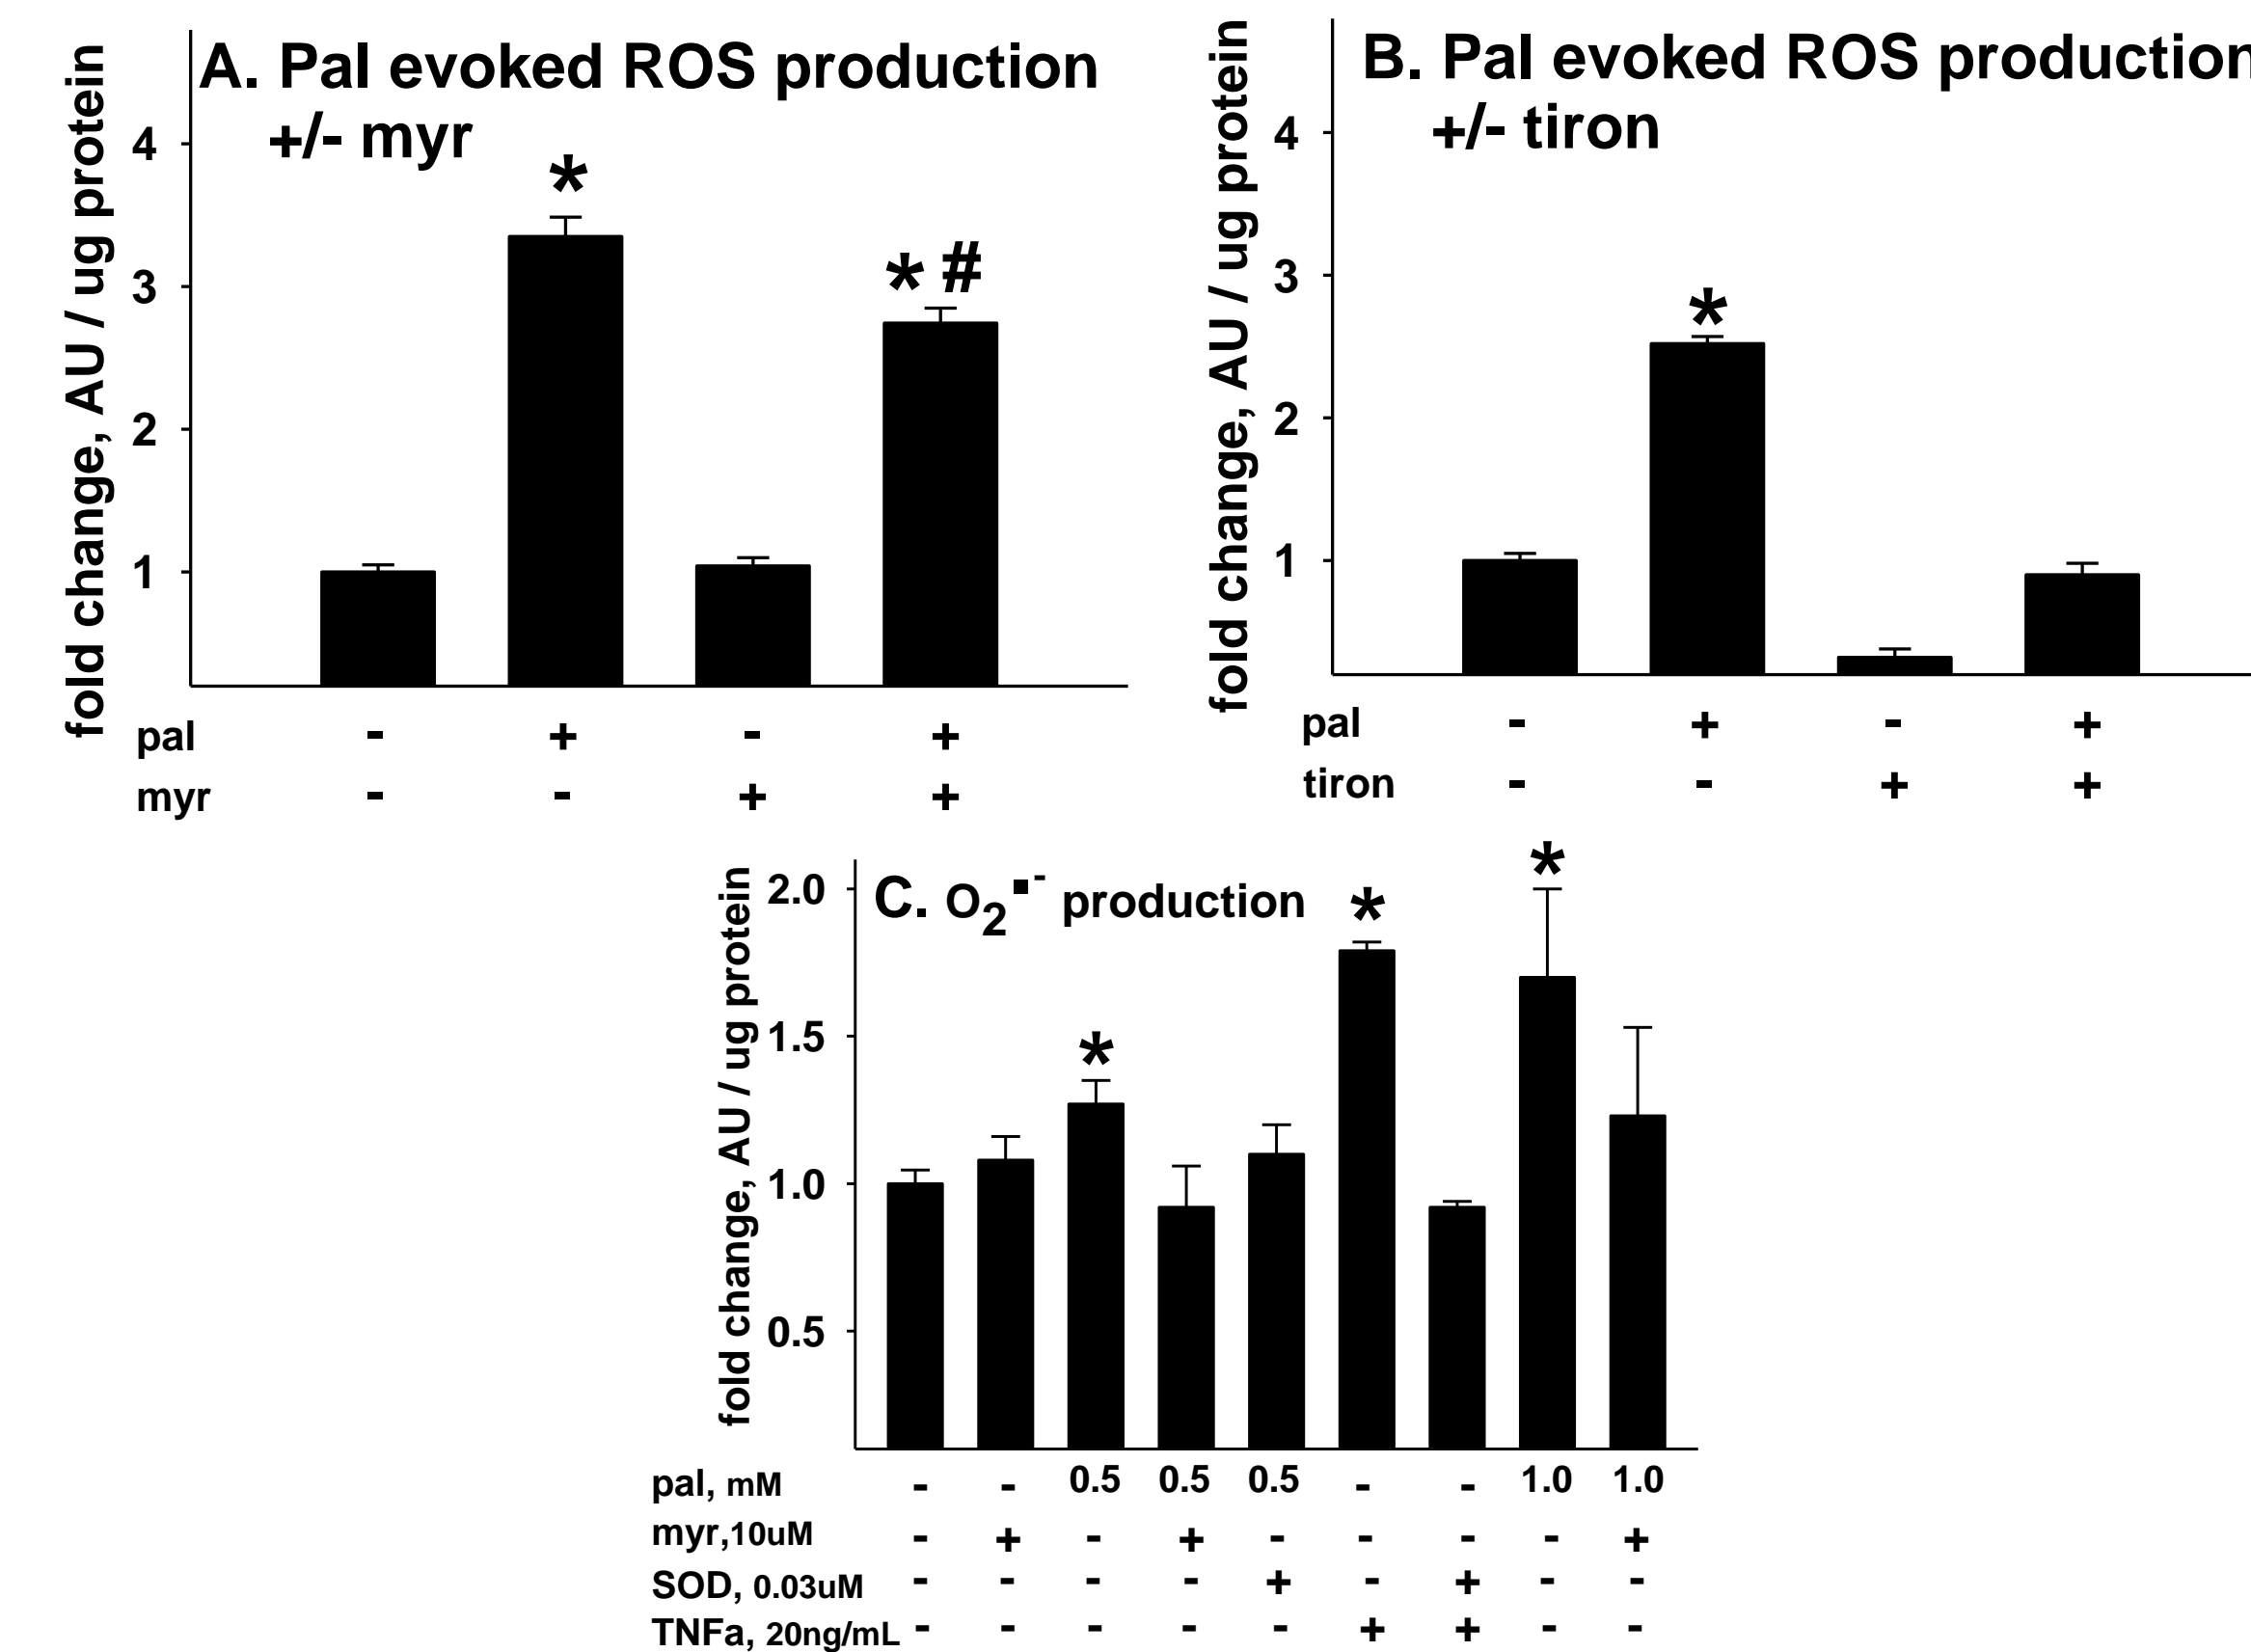 A. Pal evoked ROS production
+/- myr
fold change, AU / ug protein
4
3
2
1
*
* #
pal - + - +
myr - - + +
B. Pal evoked ROS production
+/- tiron
fold change, AU / ug protein
4
3
2
1
*
pal - + - +
tiron - - + +
C. O2■- production
fold change, AU / ug protein
2.0
1.5
1.0
0.5
*
*
*
pal, mM - - 0.5 0.5 0.5 - - 1.0 1.0
myr,10uM - + - + - - - - +
SOD, 0.03uM - - - - + - + - -
TNFa, 20ng/mL - - - - - + + - -